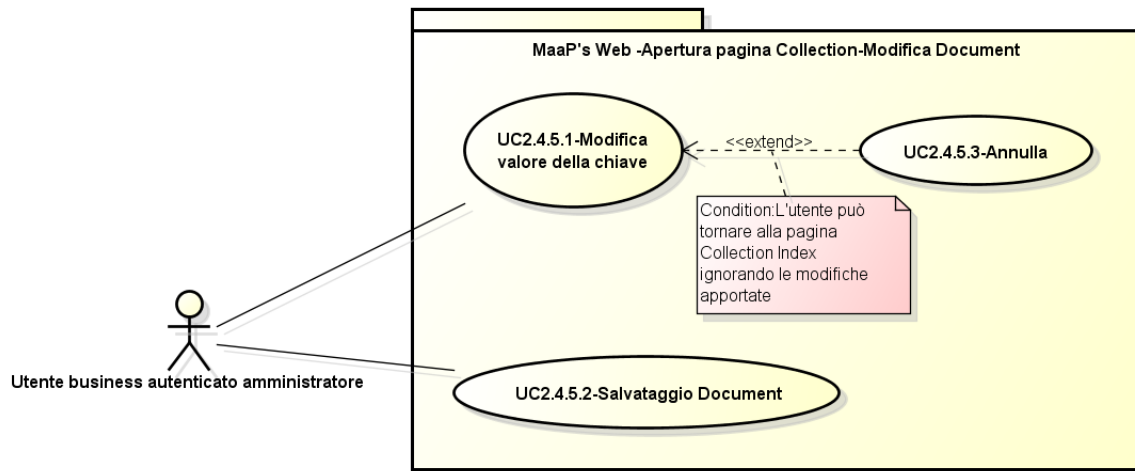 MaaP's Web -Apertura pagina Collection-Modifica Document
UC2.4.5.1-Modifica
valore della chiave
<<extend>>
UC2.4.5.3-Annulla
Condition:L'utente può
tornare alla pagina
Collection Index
ignorando le modifiche
apportate
Utente business autenticato amministratore
UC2.4.5.2-Salvataggio Document